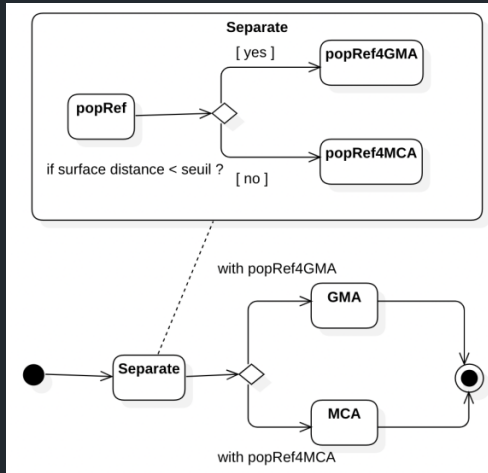 Separate
[ yes ]
popRef4GMA
popRef
if surface distance < seuil ?
[ no ]
popRef4MCA
with popRef4GMA
GMA
Separate
MCA
with popRef4MCA